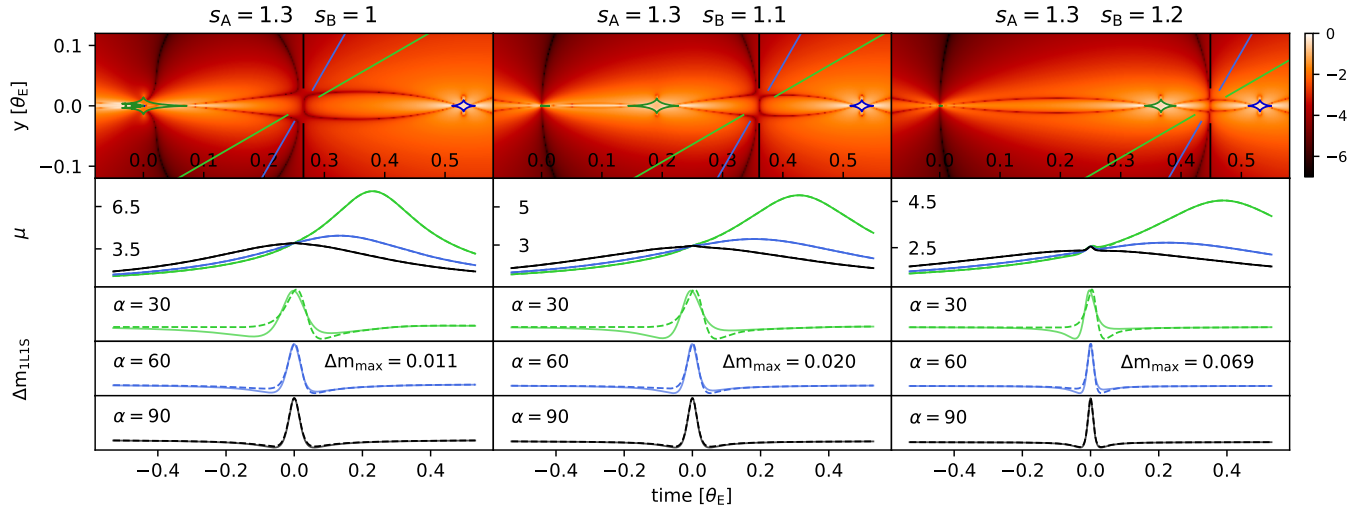 s_A = 1.3 s_B = 1
s_A = 1.3 s_B = 1.1
s_A = 1.3 s_B = 1.2
y [θ_E]
0.1
0.0
−0.1
0.0 0.1 0.2 0.3 0.4 0.5
0.0 0.1 0.2 0.3 0.4 0.5
0.0 0.1 0.2 0.3 0.4 0.5
0
−2
−4
−6
μ
6.5
3.5
5
3
4.5
2.5
Δm_1L1S
α = 30
α = 30
α = 30
α = 60 Δm_max = 0.011
α = 60 Δm_max = 0.020
α = 60 Δm_max = 0.069
α = 90
α = 90
α = 90
−0.4 −0.2 0.0 0.2 0.4
−0.4 −0.2 0.0 0.2 0.4
−0.4 −0.2 0.0 0.2 0.4
time [θ_E]